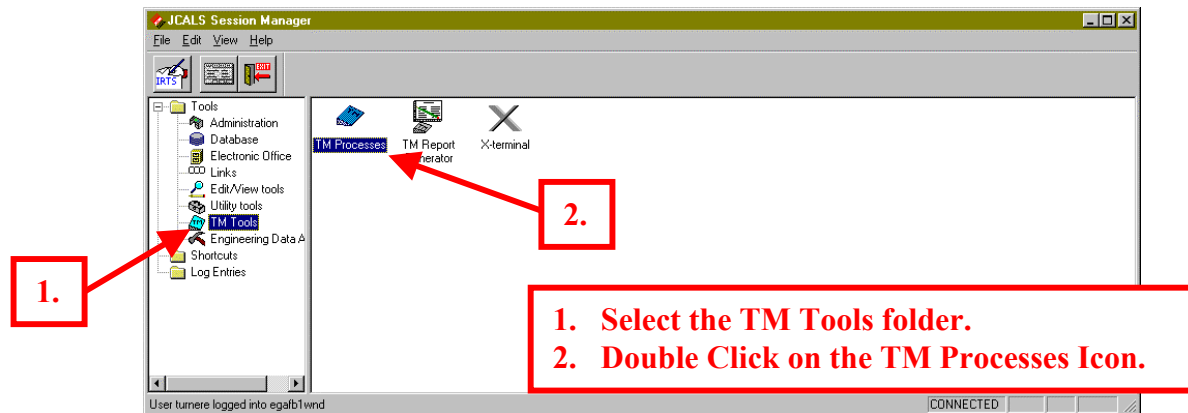 JCALS Session Manager
File Edit View Help
IRTS EXIT
Tools
Administration
Database
Electronic Office
Links
Edit/View tools
Utility tools
TM Tools
Engineering Data A
Shortcuts
Log Entries
TM Processes
TM Report
nerator
X-terminal
1.
2.
1. Select the TM Tools folder.
2. Double Click on the TM Processes Icon.
User turnere logged into egafb1wnd
CONNECTED